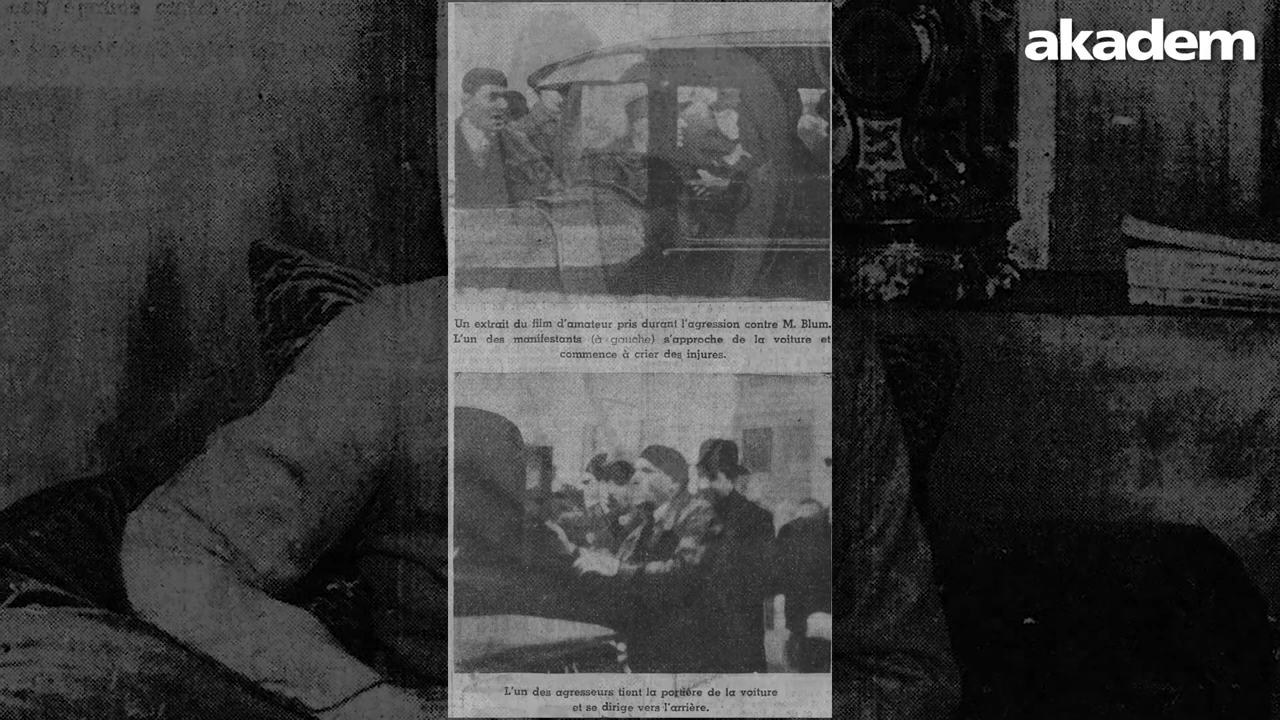 akadem
Un extrait du film d'amateur pris durant l'agression contre M. Blum.
L'un des manifestants (à gauche) s'approche de la voiture et
commence à crier des injures.
L'un des agresseurs tient la portière de la voiture
et se dirige vers l'arrière.